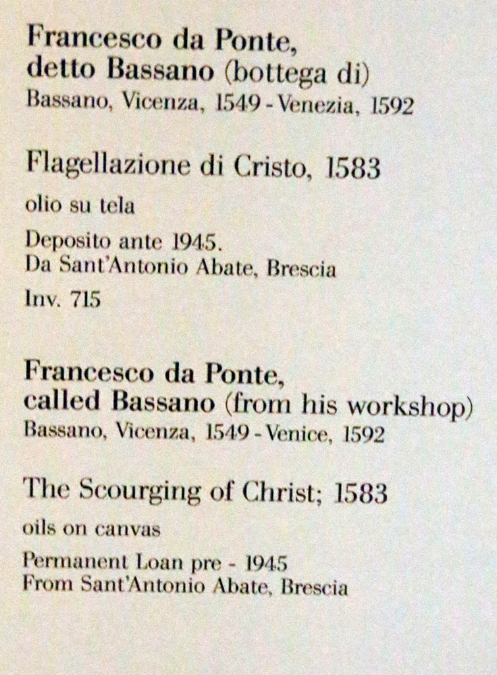 Francesco da Ponte,
detto Bassano (bottega di)
Bassano, Vicenza, 1549 - Venezia, 1592
Flagellazione di Cristo, 1583
olio su tela
Deposito ante 1945.
Da Sant'Antonio Abate, Brescia
Inv. 715
Francesco da Ponte,
called Bassano (from his workshop)
Bassano, Vicenza, 1549 - Venice, 1592
The Scourging of Christ; 1583
oils on canvas
Permanent Loan pre - 1945
From Sant'Antonio Abate, Brescia